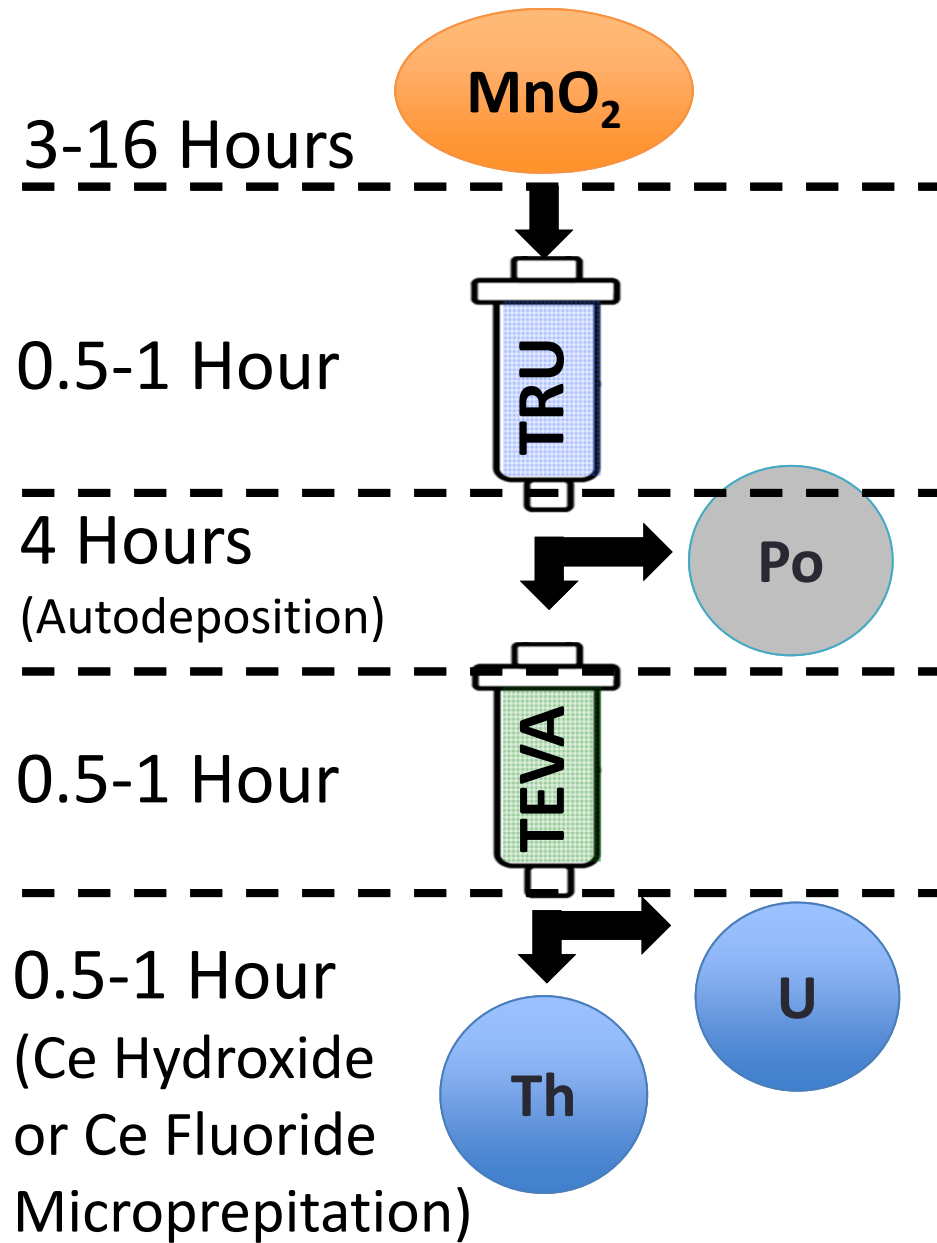 MnO₂
3-16 Hours
0.5-1 Hour
TRU
4 Hours
(Autodeposition)
Po
0.5-1 Hour
TEVA
0.5-1 Hour
(Ce Hydroxide
or Ce Fluoride
Microprepitation)
U
Th